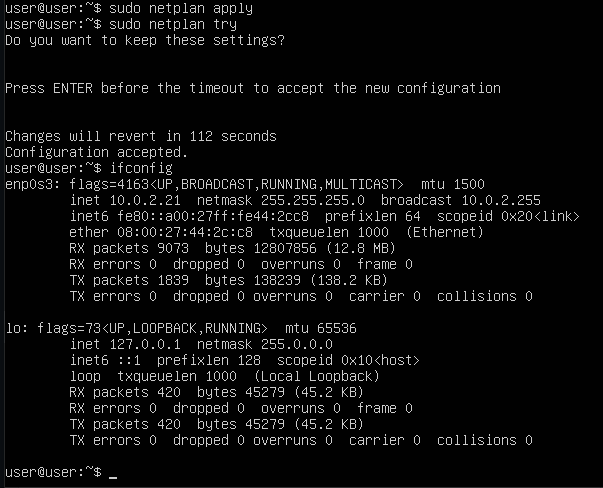 user@user:~$ sudo netplan apply
user@user:~$ sudo netplan try
Do you want to keep these settings?
Press ENTER before the timeout to accept the new configuration
Changes will revert in 112 seconds
Configuration accepted.
user@user:~$ ifconfig
enp0s3: flags=4163<UP,BROADCAST,RUNNING,MULTICAST>  mtu 1500
        inet 10.0.2.21  netmask 255.255.255.0  broadcast 10.0.2.255
        inet6 fe80::a00:27ff:fe44:2cc8  prefixlen 64  scopeid 0x20<link>
        ether 08:00:27:44:2c:c8  txqueuelen 1000  (Ethernet)
        RX packets 9073  bytes 12807856 (12.8 MB)
        RX errors 0  dropped 0  overruns 0  frame 0
        TX packets 1839  bytes 138239 (138.2 KB)
        TX errors 0  dropped 0 overruns 0  carrier 0  collisions 0
lo: flags=73<UP,LOOPBACK,RUNNING>  mtu 65536
        inet 127.0.0.1  netmask 255.0.0.0
        inet6 ::1  prefixlen 128  scopeid 0x10<host>
        loop  txqueuelen 1000  (Local Loopback)
        RX packets 420  bytes 45279 (45.2 KB)
        RX errors 0  dropped 0  overruns 0  frame 0
        TX packets 420  bytes 45279 (45.2 KB)
        TX errors 0  dropped 0 overruns 0  carrier 0  collisions 0
user@user:~$ _